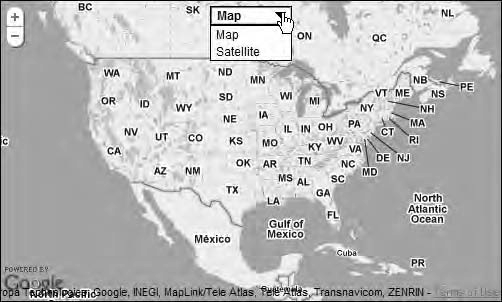 BC
SK
Map
Map
Satellite
ON
QC
NL
NB
PE
NS
WA
MT
ND
MN
VT
ME
OR
ID
WY
SD
WI
MI
NY
NH
MA
RI
CT
NV
UT
CO
NE
IA
IL
IN
OH
PA
NJ
DE
MD
CA
KS
MO
KY
WV
VA
AZ
NM
OK
AR
TN
NC
TX
MS
AL
SC
GA
LA
FL
North
Atlantic
Ocean
Gulf of
Mexico
México
Cuba
PR
Guatemala
POWERED BY
Google
North Pacific
Google, INEGI, MapLink/Tele Atlas, Tele Atlas, Transnavicom, ZENRIN - Terms of Use